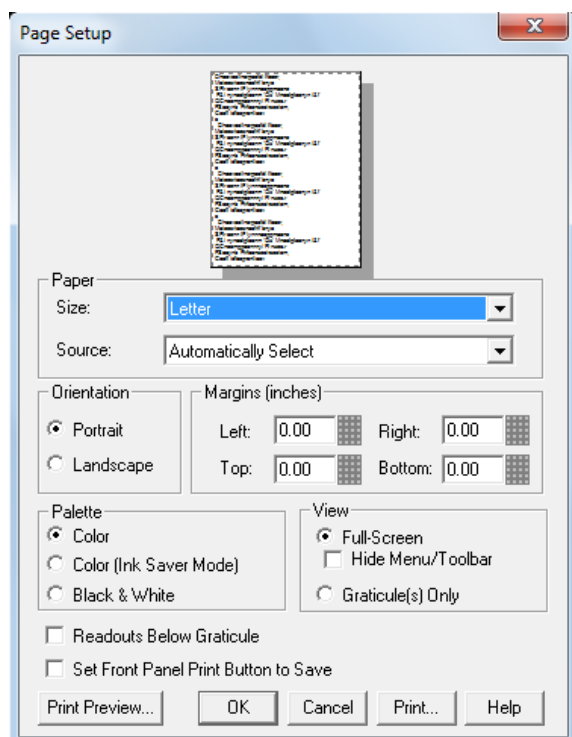 Page Setup
Paper
Size: Letter
Source: Automatically Select
Orientation
Portrait
Landscape
Margins (inches)
Left: 0.00 Right: 0.00
Top: 0.00 Bottom: 0.00
Palette
Color
Color (Ink Saver Mode)
Black & White
View
Full-Screen
Hide Menu/Toolbar
Graticule(s) Only
Readouts Below Graticule
Set Front Panel Print Button to Save
Print Preview... OK Cancel Print... Help